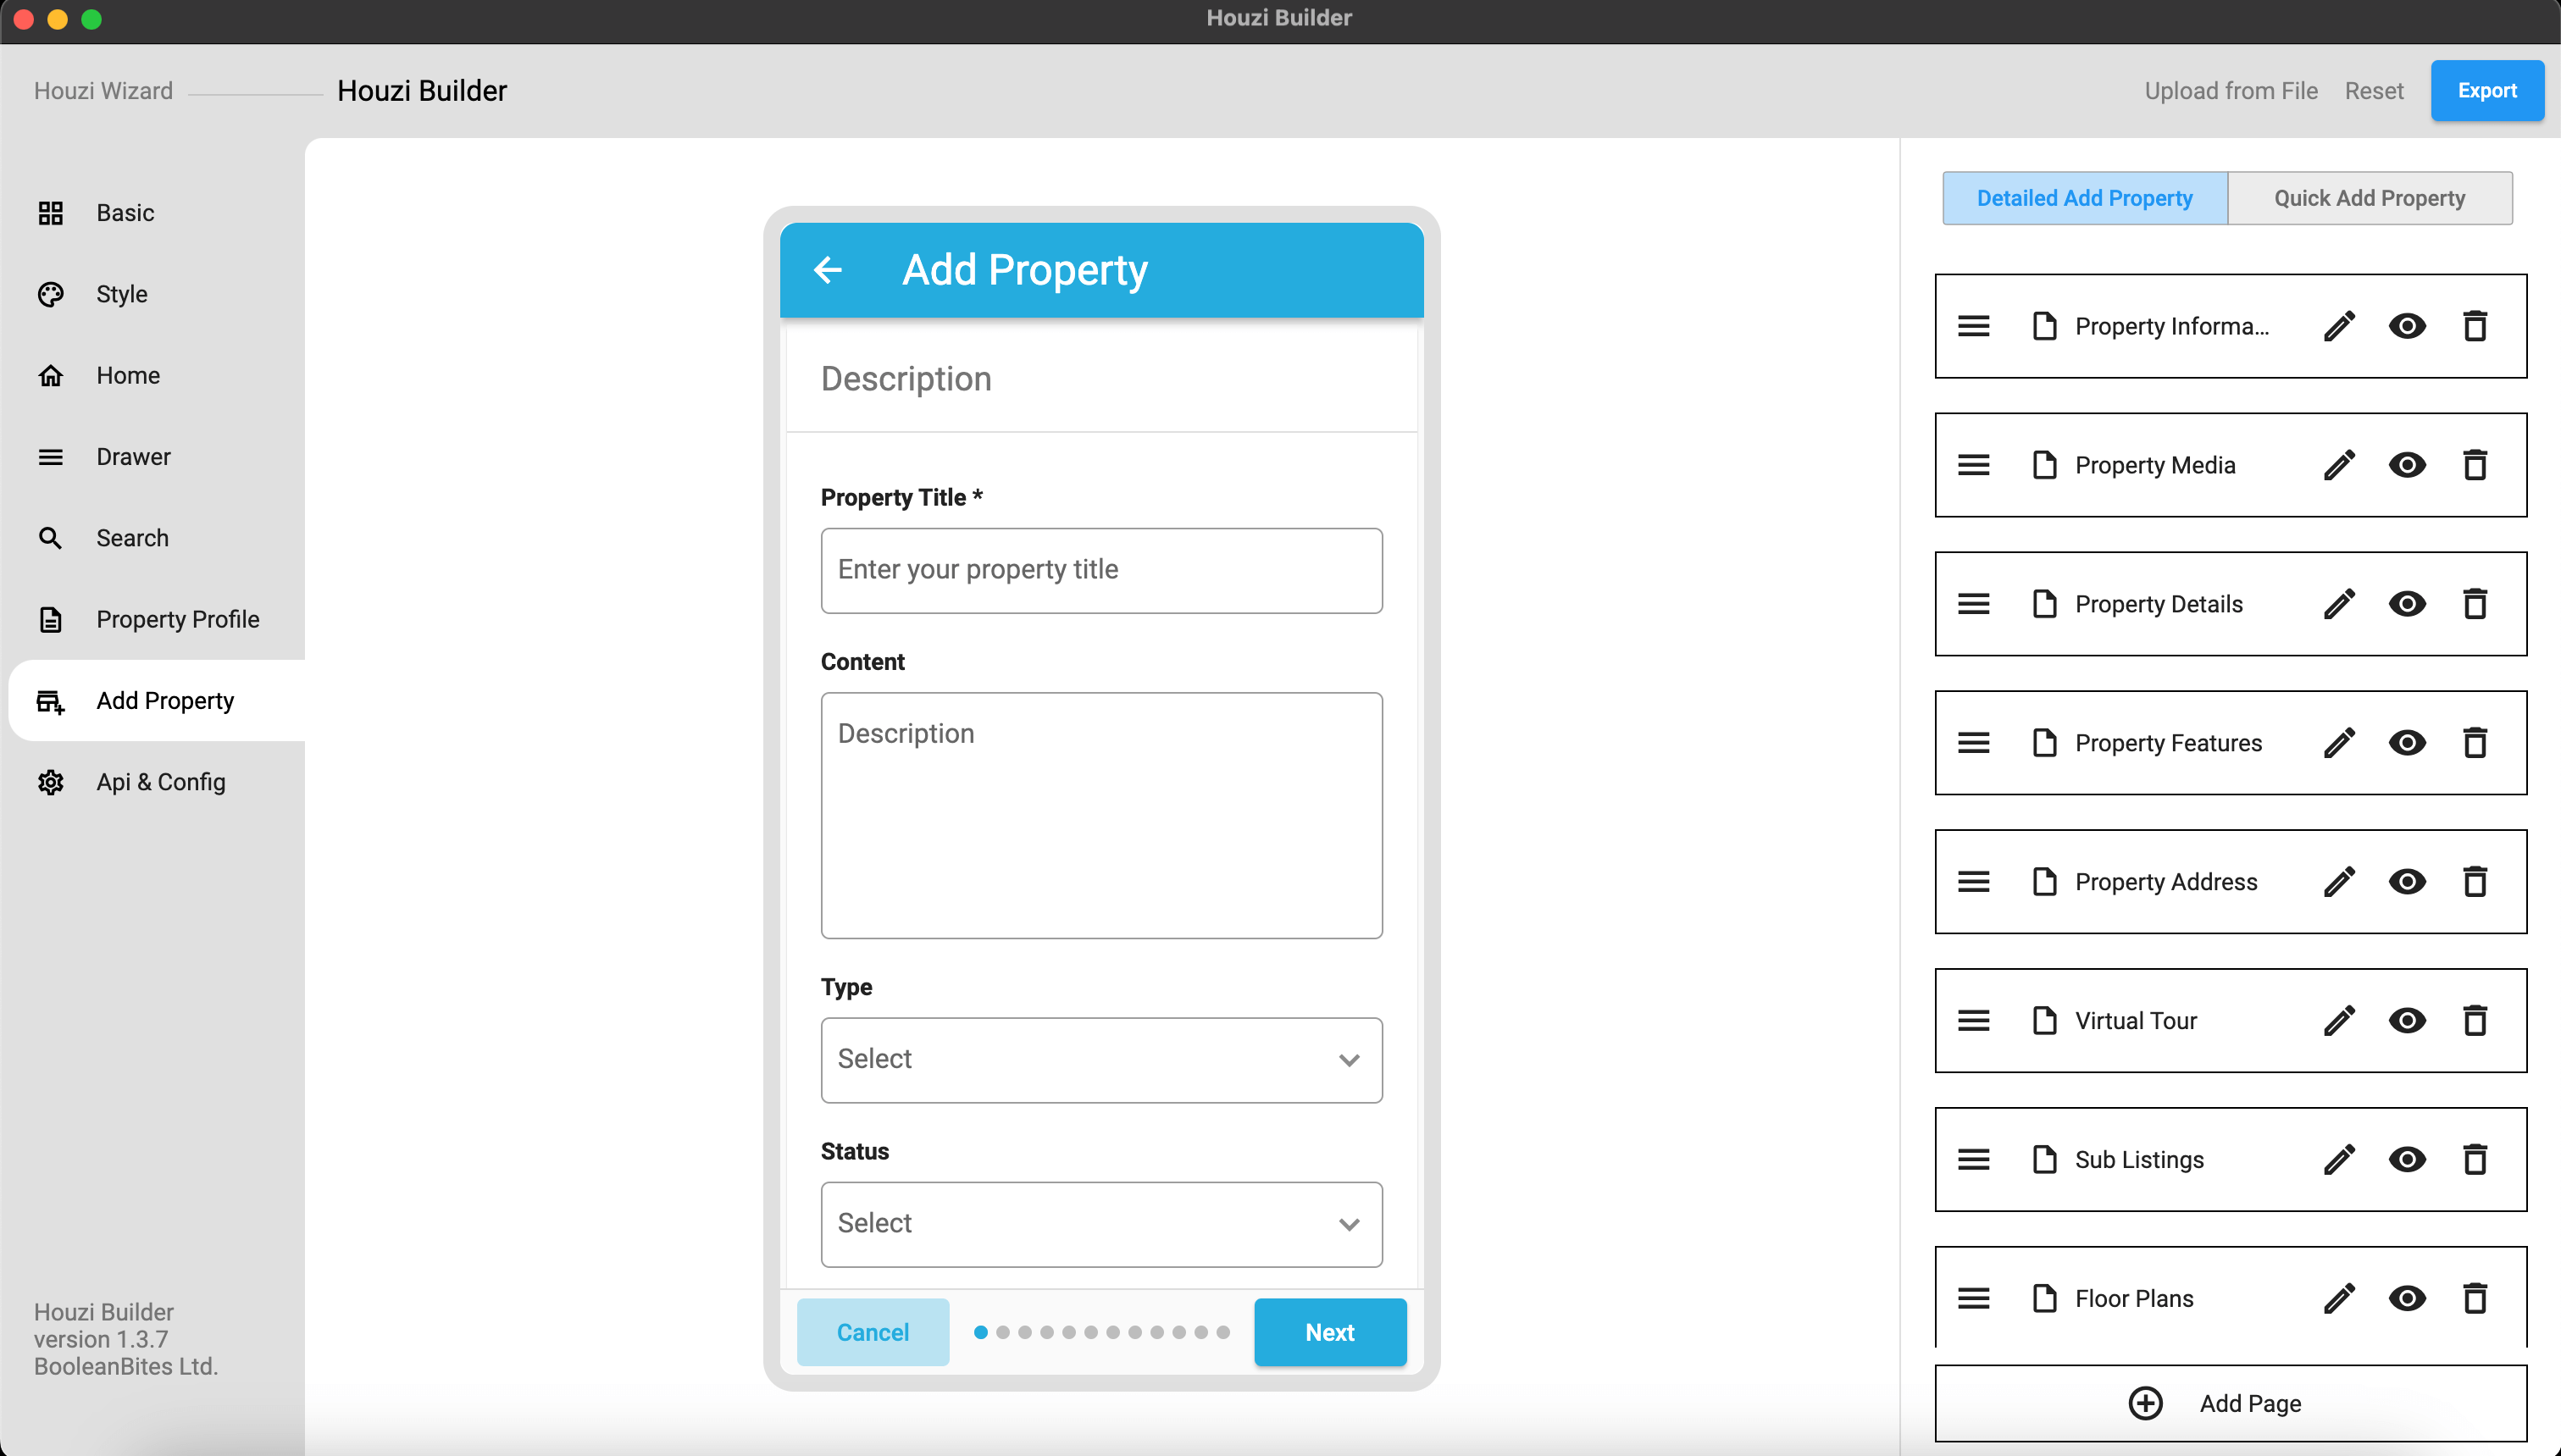 Houzi Builder
Houzi Wizard
Houzi Builder
Upload from File
Reset
Export
Basic
Style
Home
Drawer
Search
Property Profile
Add Property
Api & Config
Houzi Builder
version 1.3.7
BooleanBites Ltd.
Add Property
Description
Property Title *
Enter your property title
Content
Description
Type
Select
Status
Select
Cancel
Next
Detailed Add Property
Quick Add Property
Property Informa...
Property Media
Property Details
Property Features
Property Address
Virtual Tour
Sub Listings
Floor Plans
Add Page